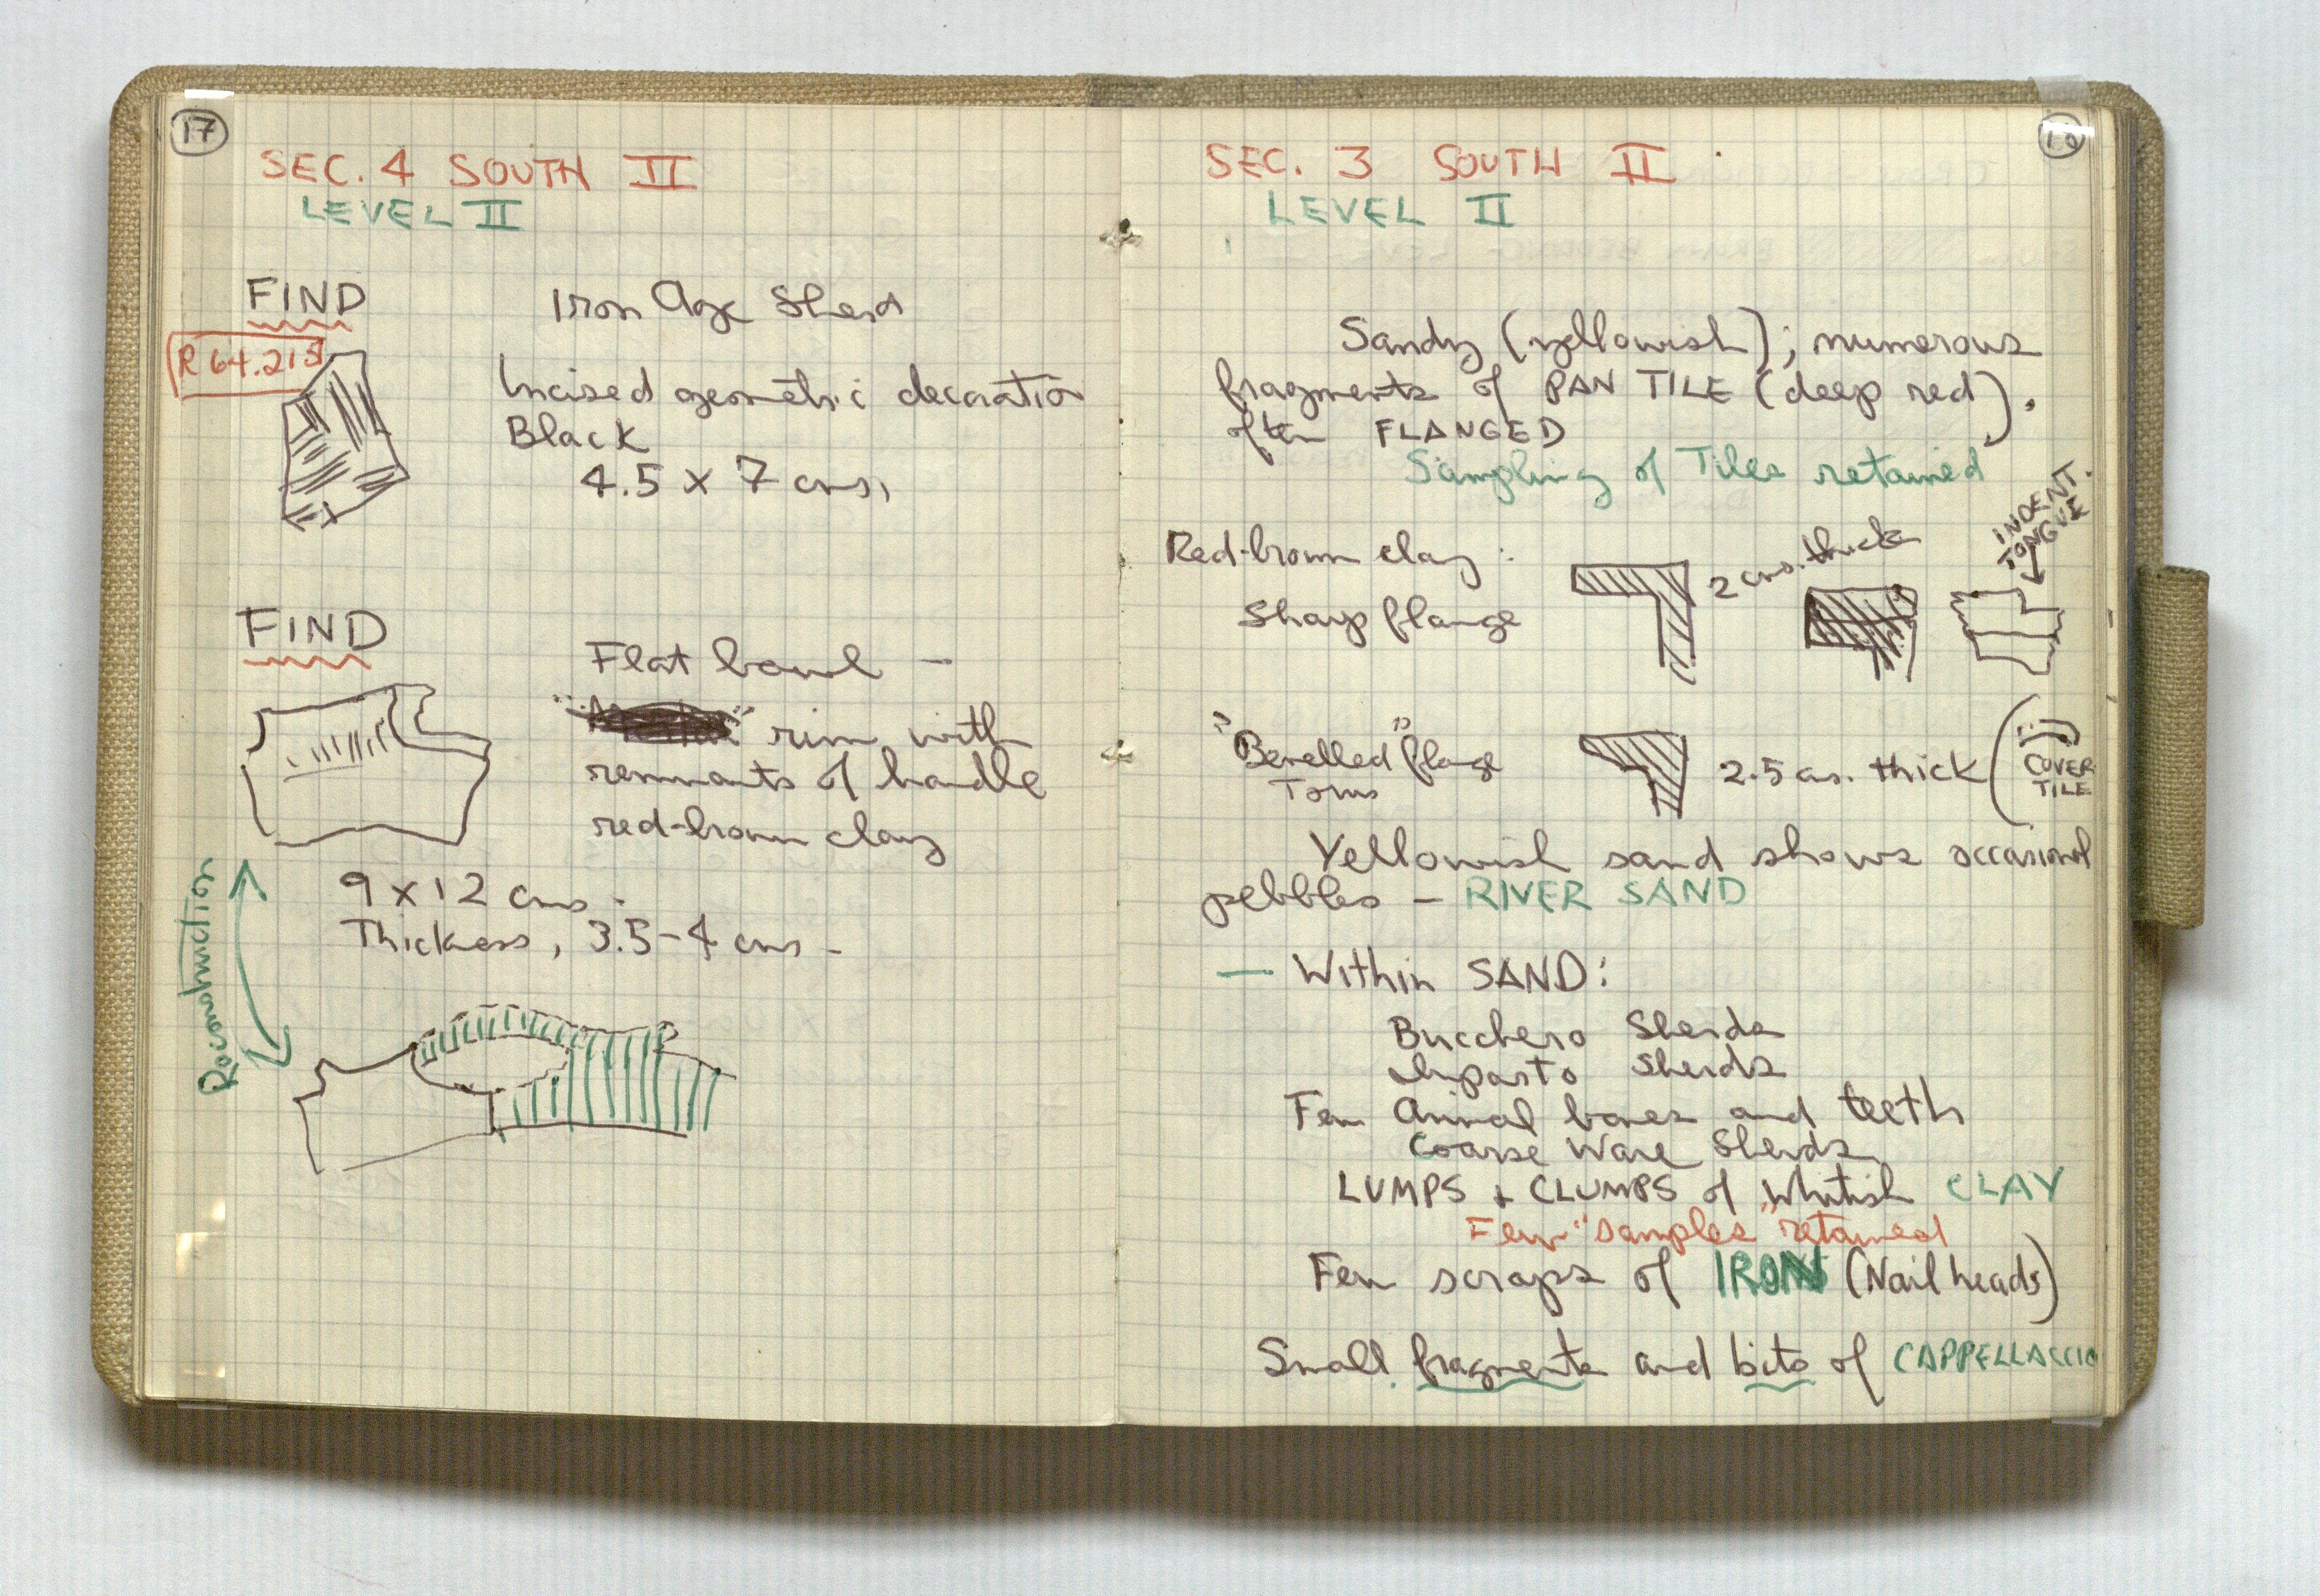 17
SEC. 4 SOUTH II
LEVEL II
FIND
Iron Age Sherd
R 64.215
Incised geometric decoration
Black
4.5 x 7 cms.
FIND
Flat bowl –
" " rim with
remnants of handle
red-brown clay
9 x 12 cms.
Thickness, 3.5-4 cms –
Reconstruction
SEC. 3 SOUTH II
LEVEL II
Sandy (yellowish); numerous
fragments of PAN TILE (deep red).
often FLANGED
Sampling of Tiles retained
INDENT.
TONGUE
Red-brown clay:
2 cms. thick
Sharp flange
"Bevelled" flange
2.5 cms. thick
COVER
TILE
Yellowish sand shows occasional
pebbles – RIVER SAND
— Within SAND:
Bucchero Sherds
Impasto Sherds
Few Animal bones and teeth
Coarse Ware Sherds
LUMPS + CLUMPS of Whitish CLAY
Few "samples" retained
Few scraps of IRON (Nail heads)
Small fragments and bits of CAPPELLACCIO